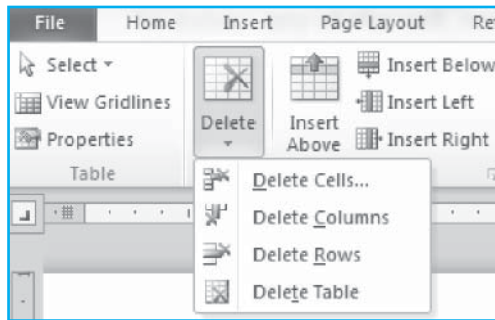 File Home Insert Page Layout Re
Select
View Gridlines
Properties
Table
Delete
Insert Above
Insert Below
Insert Left
Insert Right
Delete Cells...
Delete Columns
Delete Rows
Delete Table